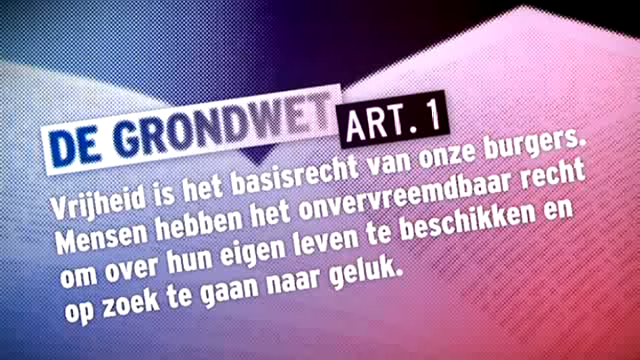 DE GRONDWET ART. 1
Vrijheid is het basisrecht van onze burgers.
Mensen hebben het onvervreemdbaar recht
om over hun eigen leven te beschikken en
op zoek te gaan naar geluk.